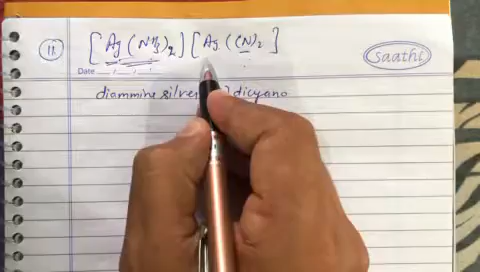 11. [Ag(NH3)2][Ag(CN)2]
Saathi
Date
diammine silver dicyano